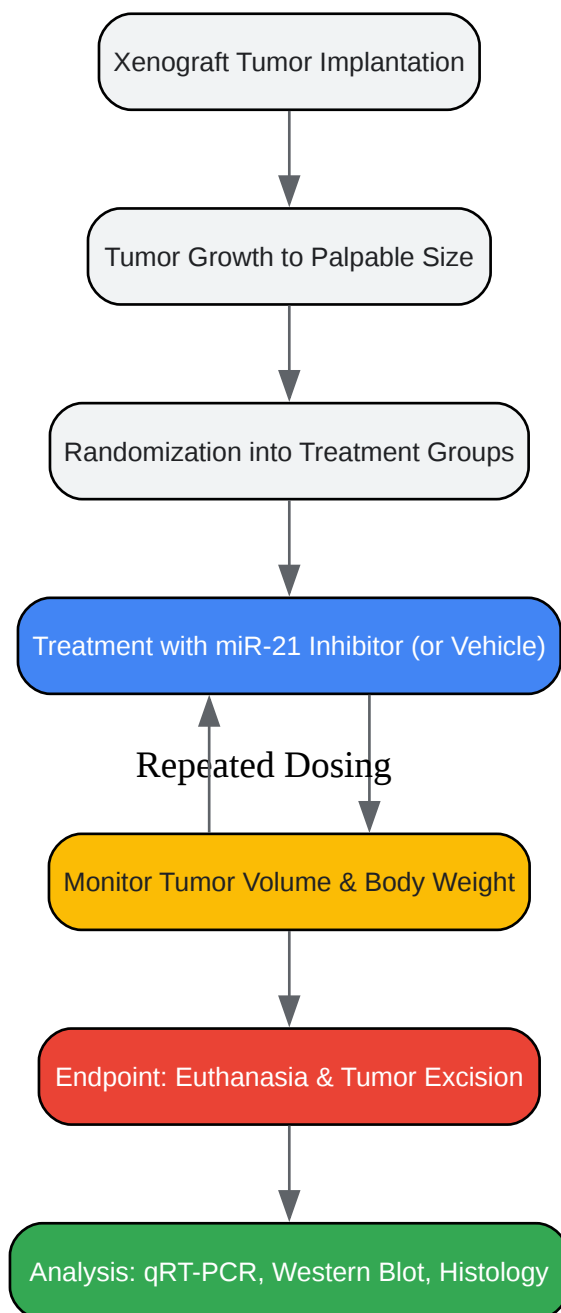 Xenograft Tumor Implantation
Tumor Growth to Palpable Size
Randomization into Treatment Groups
Treatment with miR-21 Inhibitor (or Vehicle)
Repeated Dosing
Monitor Tumor Volume & Body Weight
Endpoint: Euthanasia & Tumor Excision
Analysis: qRT-PCR, Western Blot, Histology